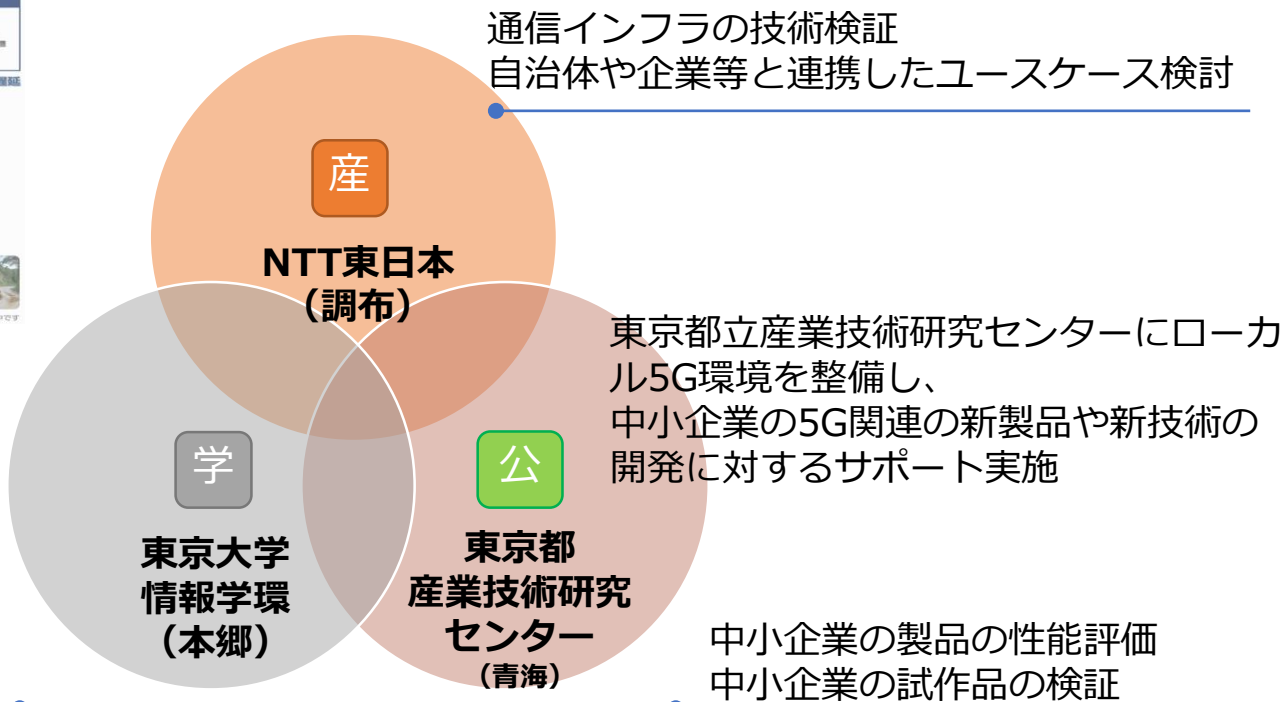 通信インフラの技術検証
自治体や企業等と連携したユースケース検討
産
NTT東日本
（調布）
東京都立産業技術研究センターにローカ
ル5G環境を整備し、
中小企業の5G関連の新製品や新技術の
開発に対するサポート実施
学
東京大学
情報学環
（本郷）
公
東京都
産業技術研究
センター
（青海）
中小企業の製品の性能評価
中小企業の試作品の検証